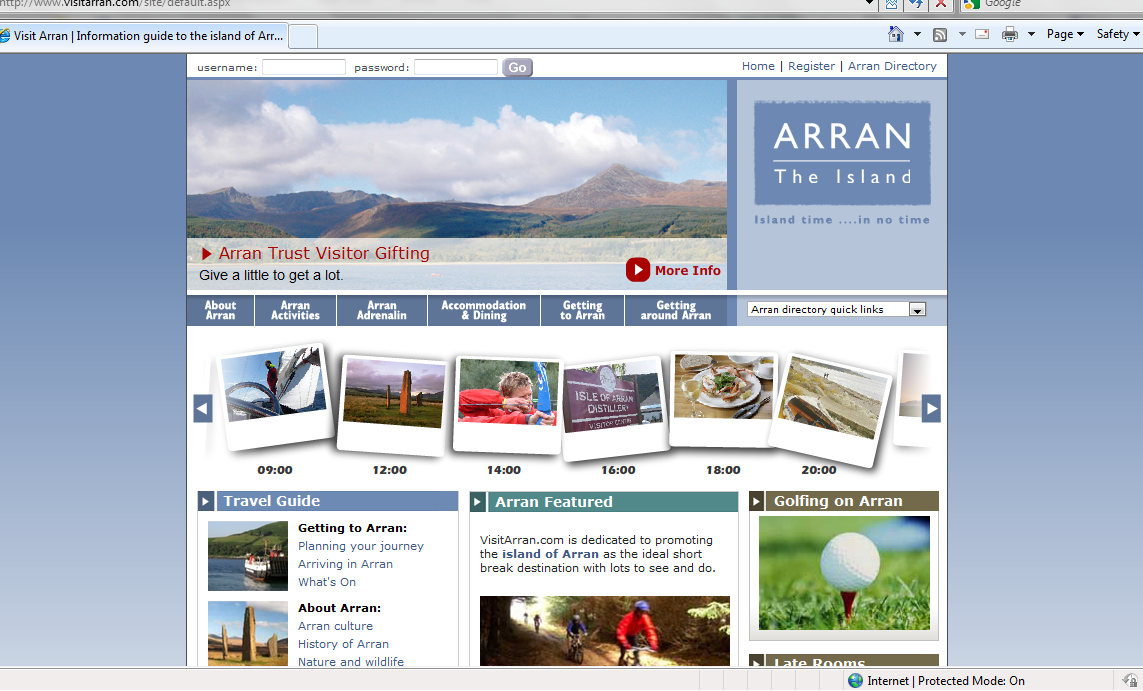 http://www.visitarran.com/site/default.aspx
Google
Visit Arran | Information guide to the island of Arr...
Page
Safety
username:
password:
Go
Home | Register | Arran Directory
ARRAN
The Island
Island time ....in no time
Arran Trust Visitor Gifting
Give a little to get a lot.
More Info
About
Arran
Arran
Activities
Arran
Adrenalin
Accommodation
& Dining
Getting
to Arran
Getting
around Arran
Arran directory quick links
ISLE OF ARRAN
DISTILLERY
VISITOR CENTRE
09:00
12:00
14:00
16:00
18:00
20:00
Travel Guide
Getting to Arran:
Planning your journey
Arriving in Arran
What's On
About Arran:
Arran culture
History of Arran
Nature and wildlife
Arran Featured
VisitArran.com is dedicated to promoting
the island of Arran as the ideal short
break destination with lots to see and do.
Golfing on Arran
Late Rooms
Internet | Protected Mode: On